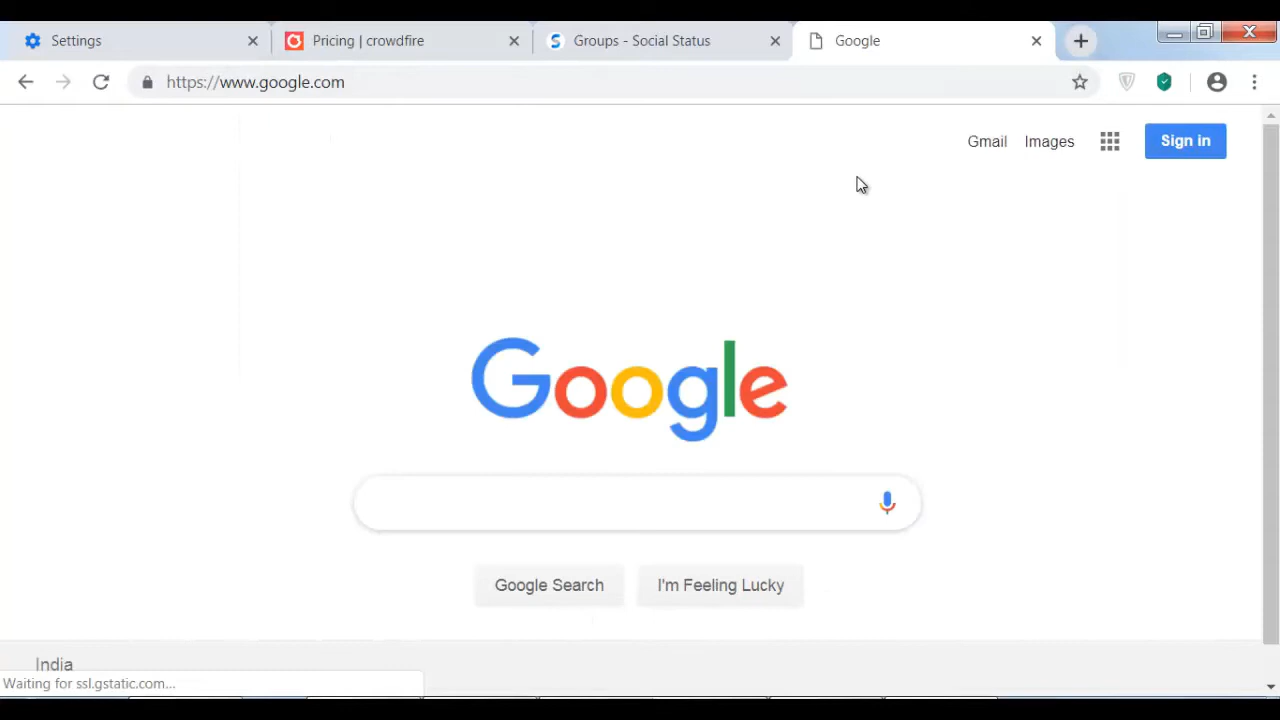 Settings
Pricing | crowdfire
Groups - Social Status
Google
https://www.google.com
Gmail
Images
Sign in
Google
Google Search
I'm Feeling Lucky
India
Waiting for ssl.gstatic.com...